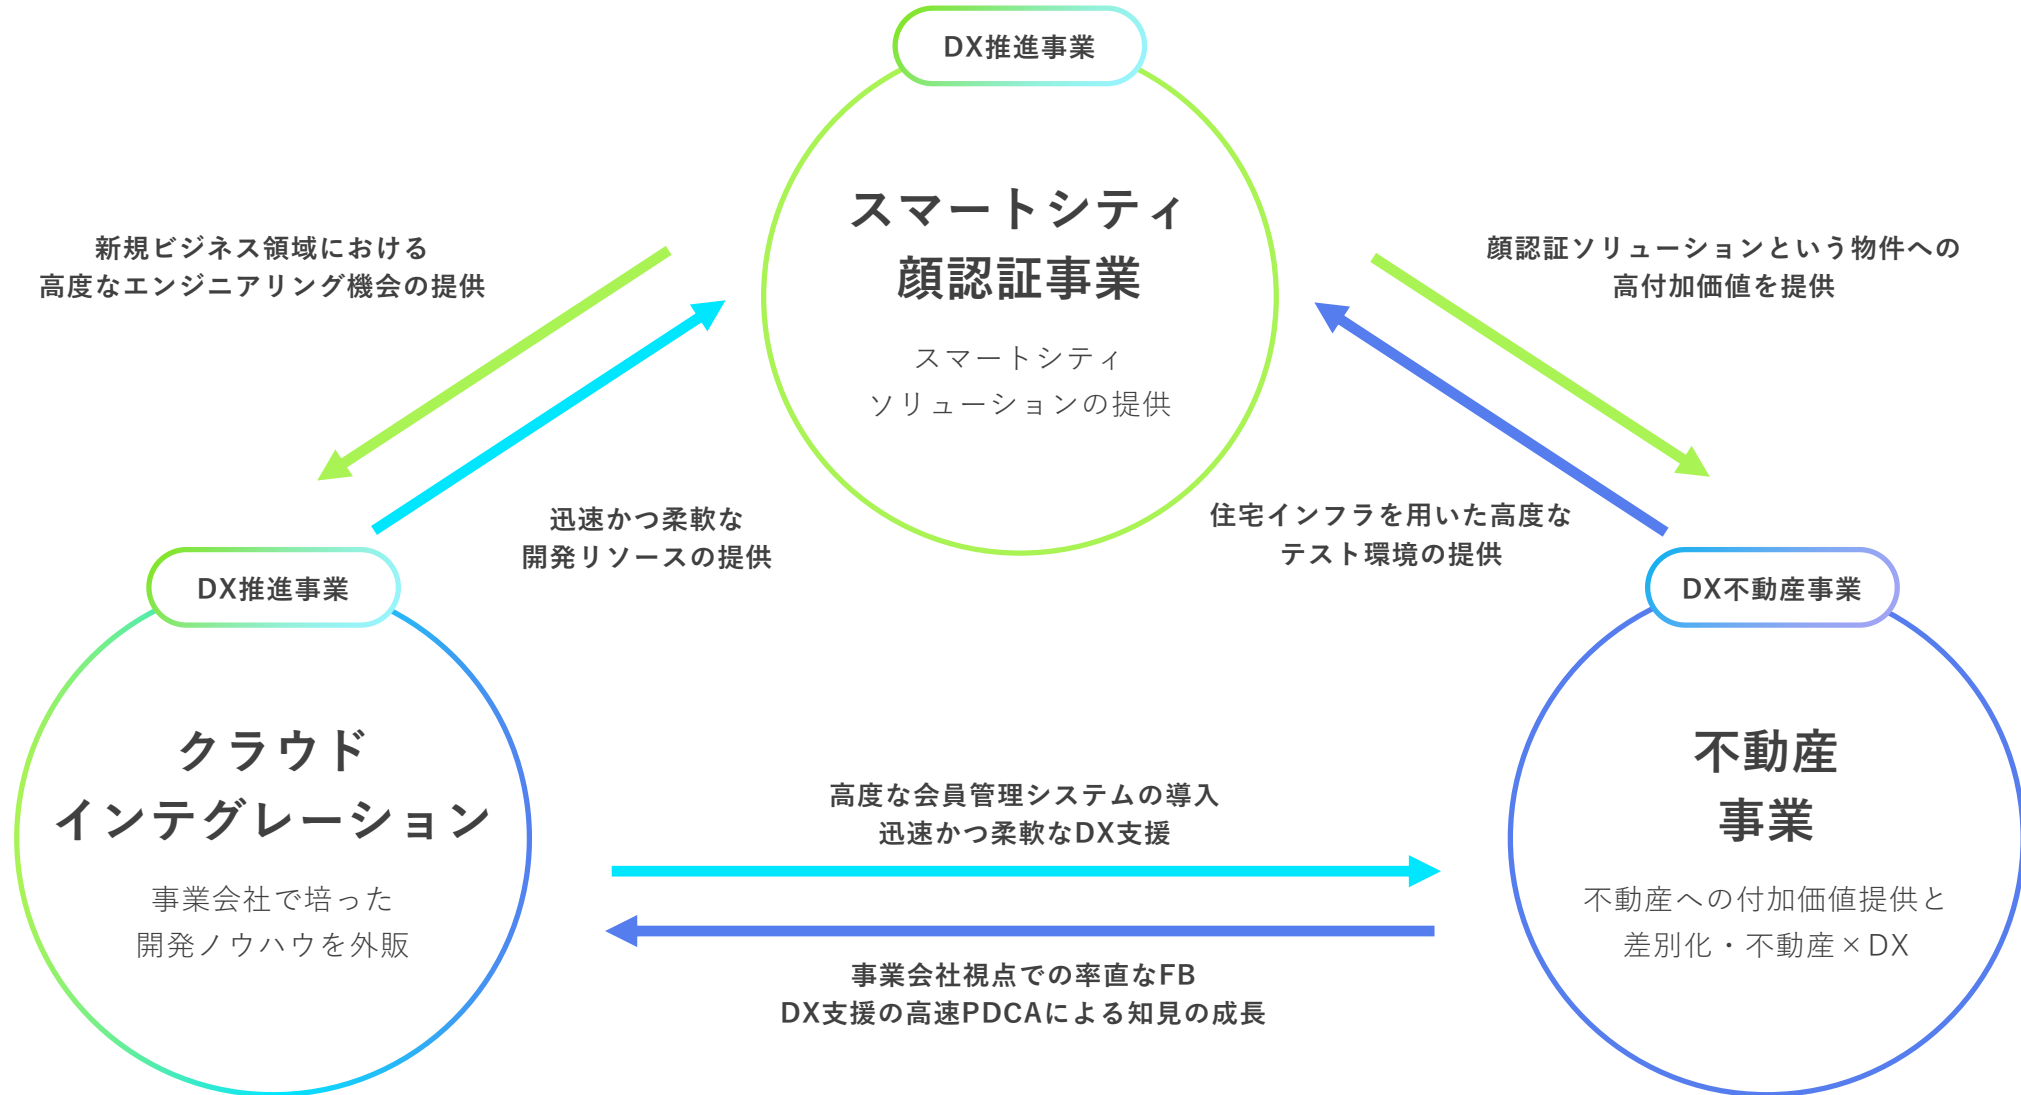 DX推進事業
スマートシティ
顔認証事業
スマートシティ
ソリューションの提供
新規ビジネス領域における
高度なエンジニアリング機会の提供
顔認証ソリューションという物件への
高付加価値を提供
迅速かつ柔軟な
開発リソースの提供
住宅インフラを用いた高度な
テスト環境の提供
DX推進事業
クラウド
インテグレーション
事業会社で培った
開発ノウハウを外販
高度な会員管理システムの導入
迅速かつ柔軟なDX支援
事業会社視点での率直なFB
DX支援の高速PDCAによる知見の成長
DX不動産事業
不動産
事業
不動産への付加価値提供と
差別化・不動産×DX